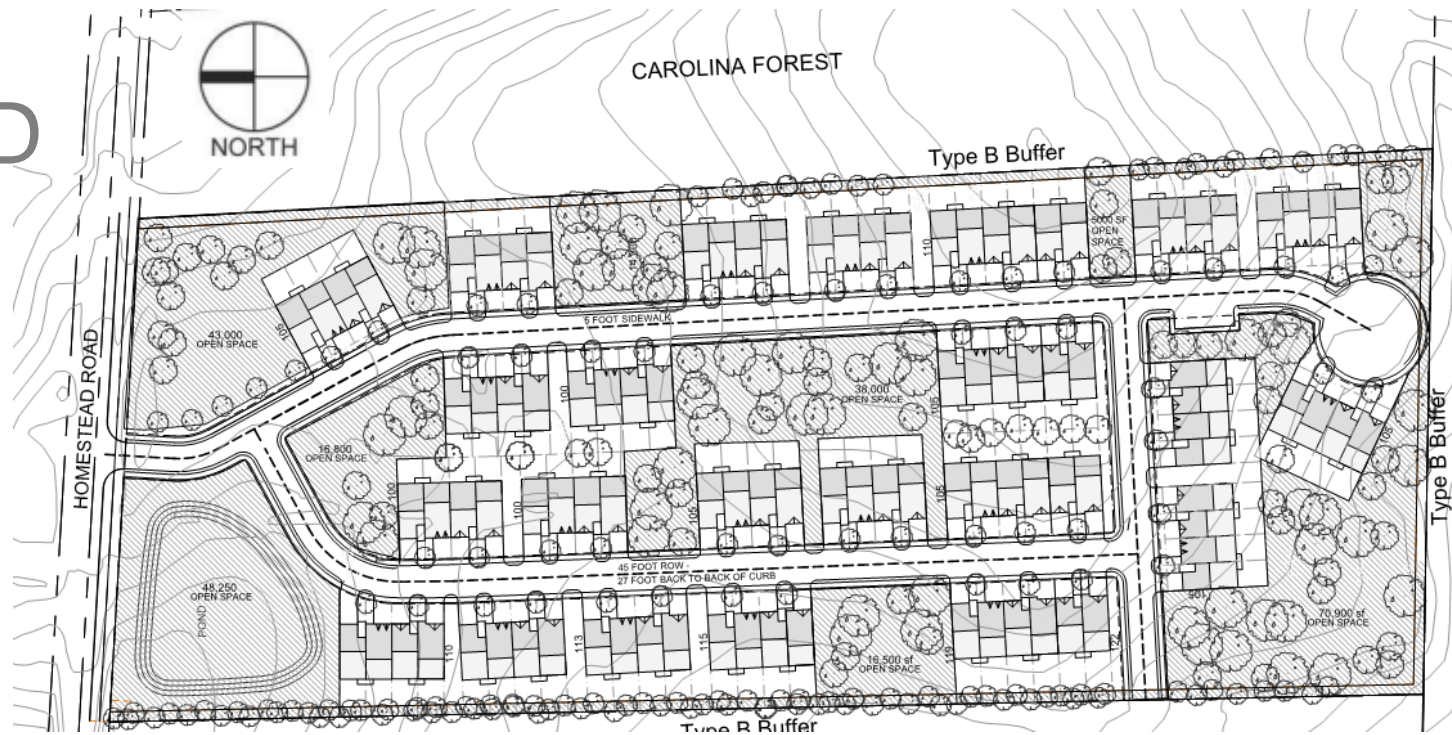 D
CAROLINA FOREST
NORTH
Type B Buffer
5000 SF
OPEN
SPACE
110
105
43,000
OPEN SPACE
5 FOOT SIDEWALK
HOMESTEAD ROAD
100
38,000
OPEN SPACE
105
16,800
OPEN SPACE
105
Type B Buffer
100
100
105
105
45 FOOT ROW -
27 FOOT BACK TO BACK OF CURB
48,250
OPEN SPACE
POND
105
70,900 sf
OPEN SPACE
110
113
115
119
122
16,500 sf
OPEN SPACE
Type B Buffer